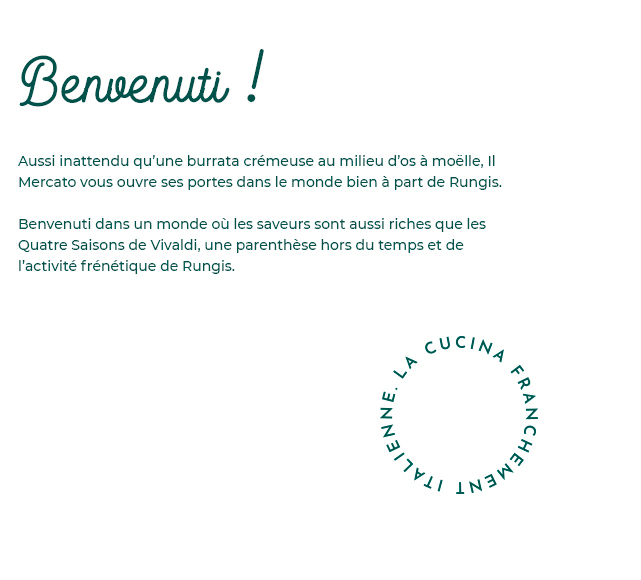 Benvenuti !
Aussi inattendu qu’une burrata crémeuse au milieu d’os à moëlle, Il
Mercato vous ouvre ses portes dans le monde bien à part de Rungis.
Benvenuti dans un monde où les saveurs sont aussi riches que les
Quatre Saisons de Vivaldi, une parenthèse hors du temps et de
l’activité frénétique de Rungis.
LA CUCINA FRANCHEMENT ITALIENNE.